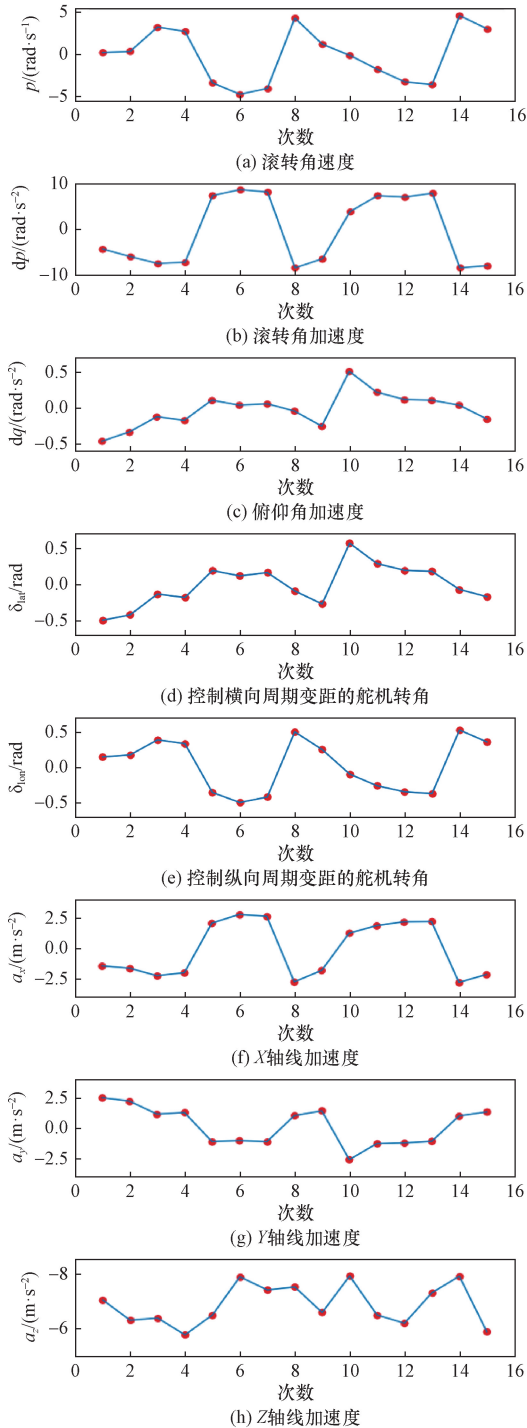 p/(rad·s⁻¹)
5
0
−5
0 2 4 6 8 10 12 14 16
次数
(a) 滚转角速度
dp/(rad·s⁻²)
10
0
−10
0 2 4 6 8 10 12 14 16
次数
(b) 滚转角加速度
dq/(rad·s⁻²)
0.5
0.0
−0.5
0 2 4 6 8 10 12 14 16
次数
(c) 俯仰角加速度
δlat/rad
0.5
0.0
−0.5
0 2 4 6 8 10 12 14 16
次数
(d) 控制横向周期变距的舵机转角
δlon/rad
0.5
0.0
−0.5
0 2 4 6 8 10 12 14 16
次数
(e) 控制纵向周期变距的舵机转角
aₓ/(m·s⁻²)
2.5
0.0
−2.5
0 2 4 6 8 10 12 14 16
次数
(f) X轴线加速度
a_y/(m·s⁻²)
2.5
0.0
−2.5
0 2 4 6 8 10 12 14 16
次数
(g) Y轴线加速度
a_z/(m·s⁻²)
−8
−6
0 2 4 6 8 10 12 14 16
次数
(h) Z轴线加速度